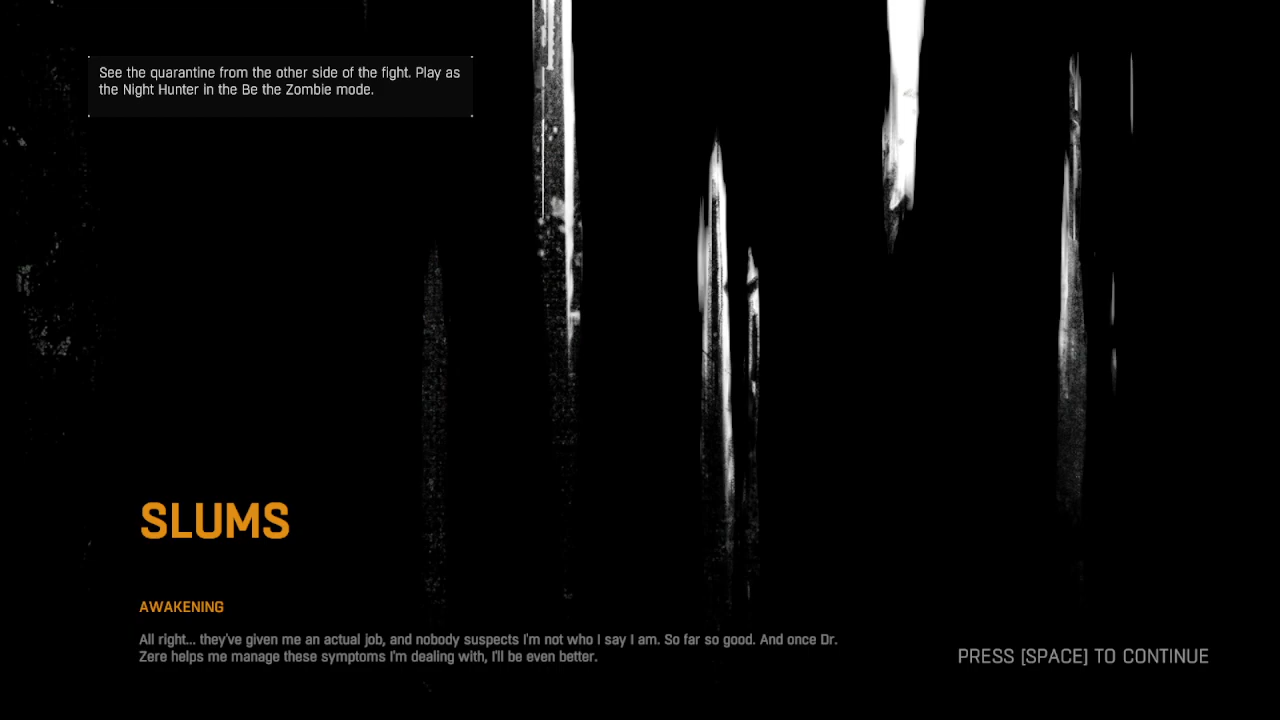 See the quarantine from the other side of the fight. Play as
the Night Hunter in the Be the Zombie mode.
SLUMS
AWAKENING
All right... they've given me an actual job, and nobody suspects I'm not who I say I am. So far so good. And once Dr.
Zere helps me manage these symptoms I'm dealing with, I'll be even better.
PRESS [SPACE] TO CONTINUE